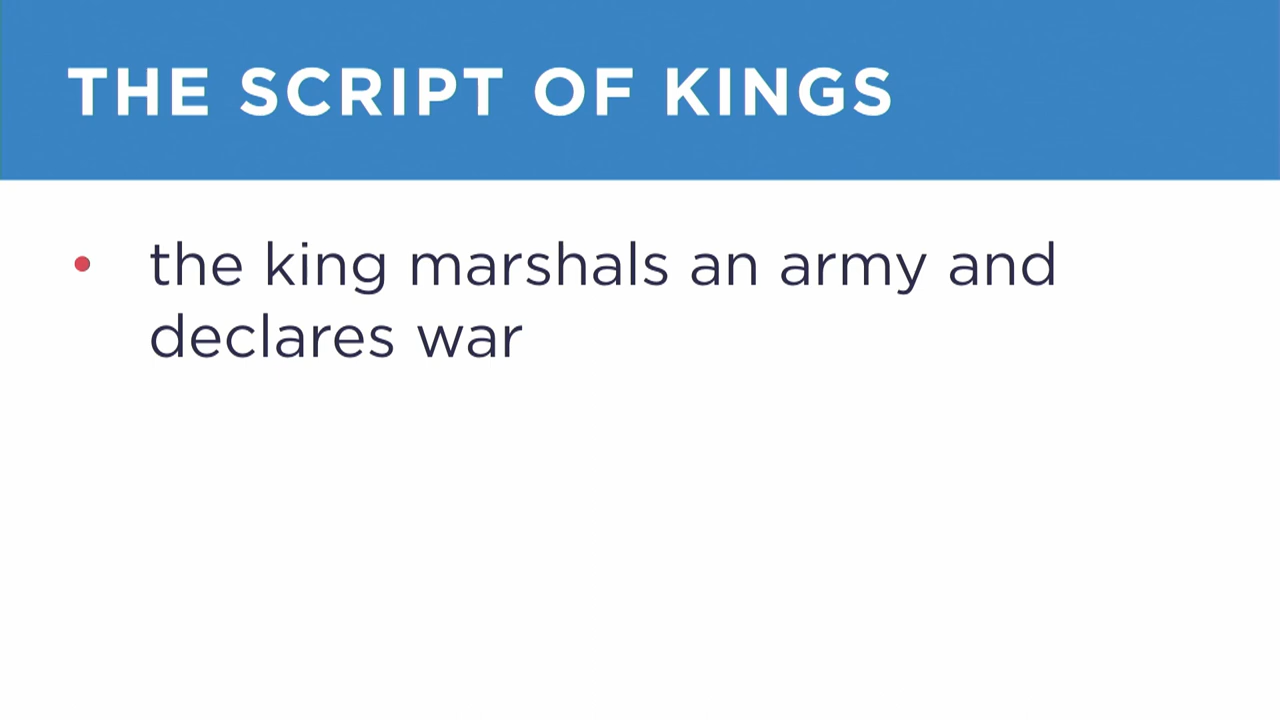 THE SCRIPT OF KINGS
• the king marshals an army and
declares war